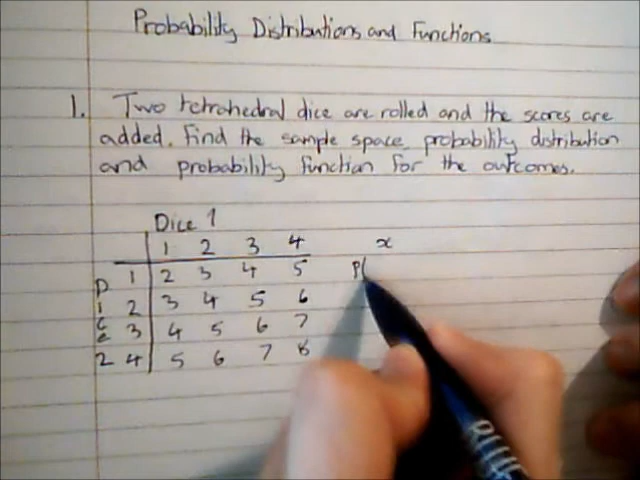 Probability Distributions and Functions
1. Two tetrahedral dice are rolled and the scores are
added. Find the sample space, probability distribution
and probability function for the outcomes.
Dice 1
1 2 3 4 x
1 2 3 4 5 P(
2 3 4 5 6
3 4 5 6 7
4 5 6 7 8
Dice 2